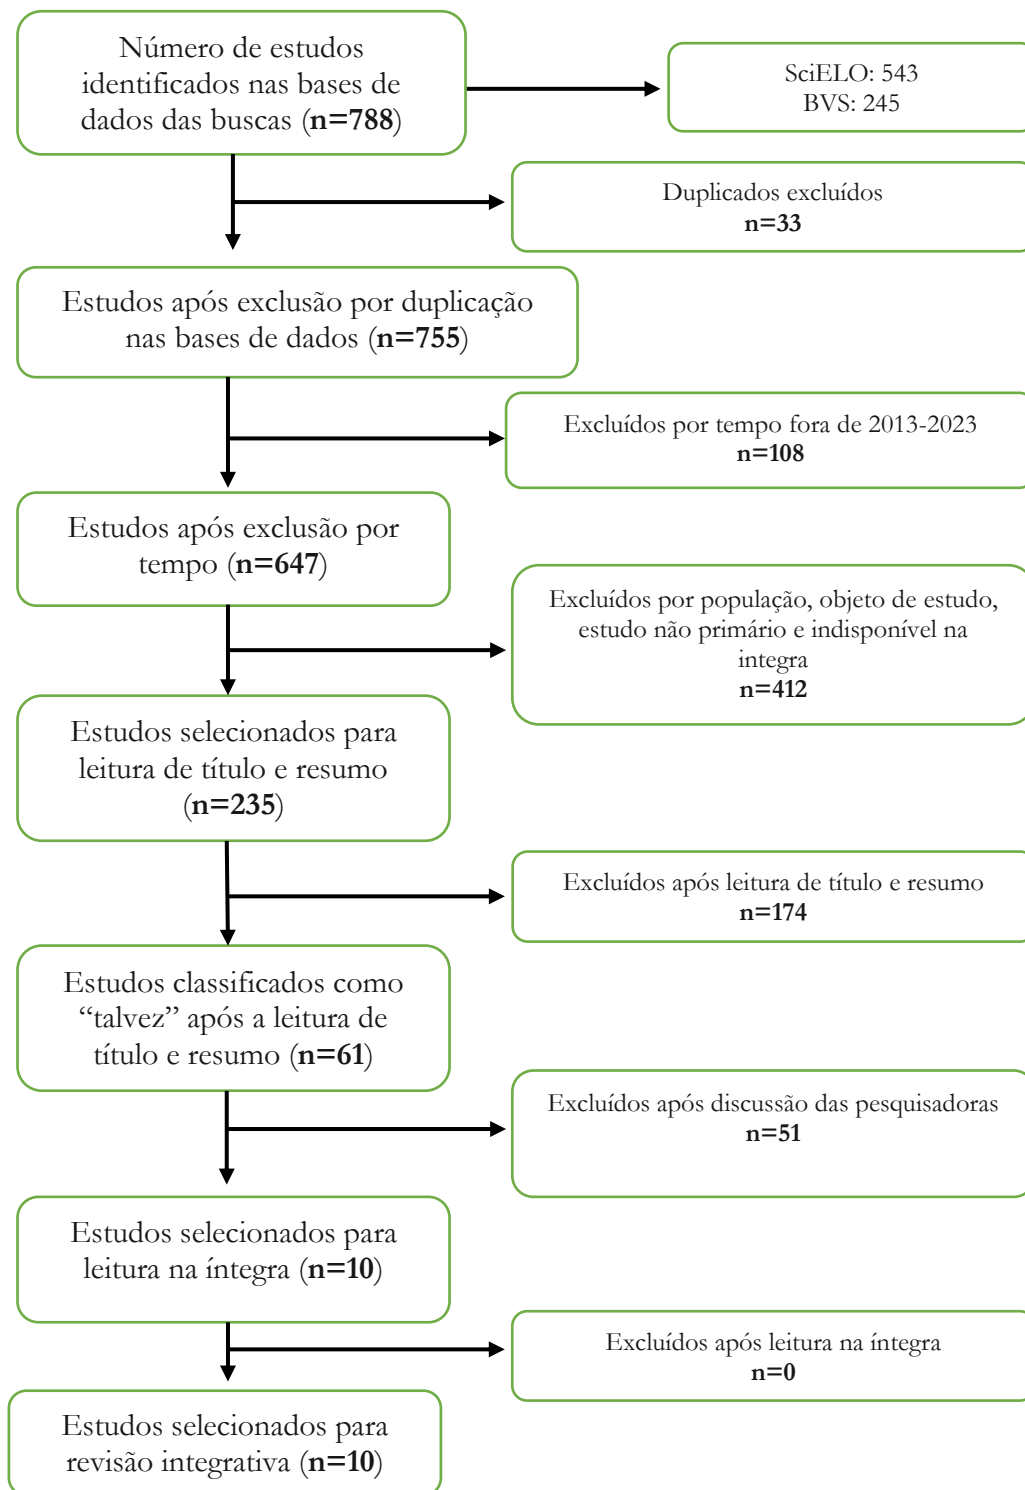 Número de estudos
identificados nas bases de
dados das buscas (n=788)
SciELO: 543
BVS: 245
Duplicados excluídos
n=33
Estudos após exclusão por duplicação
nas bases de dados (n=755)
Excluídos por tempo fora de 2013-2023
n=108
Estudos após exclusão por
tempo (n=647)
Excluídos por população, objeto de estudo,
estudo não primário e indisponível na
integra
n=412
Estudos selecionados para
leitura de título e resumo
(n=235)
Excluídos após leitura de título e resumo
n=174
Estudos classificados como
“talvez” após a leitura de
título e resumo (n=61)
Excluídos após discussão das pesquisadoras
n=51
Estudos selecionados para
leitura na íntegra (n=10)
Excluídos após leitura na íntegra
n=0
Estudos selecionados para
revisão integrativa (n=10)